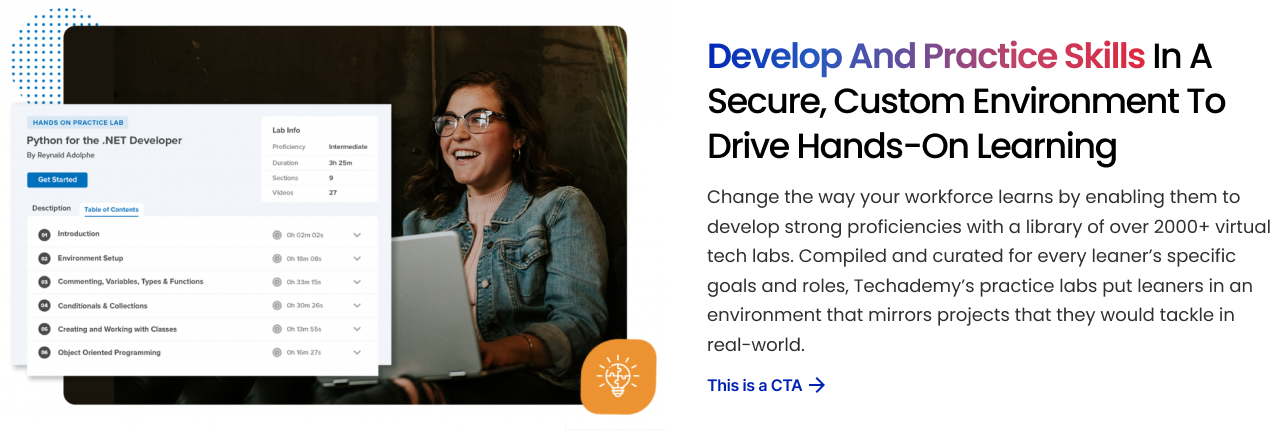 HANDS ON PRACTICE LAB
Python for the .NET Developer
By Reynald Adolphe
Get Started
Lab Info
Proficiency Intermediate
Duration 3h 25m
Sections 9
Videos 27
Desctiption Table of Contents
01 Introduction 0h 02m 02s
02 Environment Setup 0h 18m 08s
03 Commenting, Variables, Types & Functions 0h 33m 15s
04 Conditionals & Collections 0h 30m 26s
05 Creating and Working with Classes 0h 13m 55s
06 Object Oriented Programming 0h 16m 27s
Develop And Practice Skills In A
Secure, Custom Environment To
Drive Hands-On Learning
Change the way your workforce learns by enabling them to
develop strong proficiencies with a library of over 2000+ virtual
tech labs. Compiled and curated for every leaner’s specific
goals and roles, Techademy’s practice labs put leaners in an
environment that mirrors projects that they would tackle in
real-world.
This is a CTA